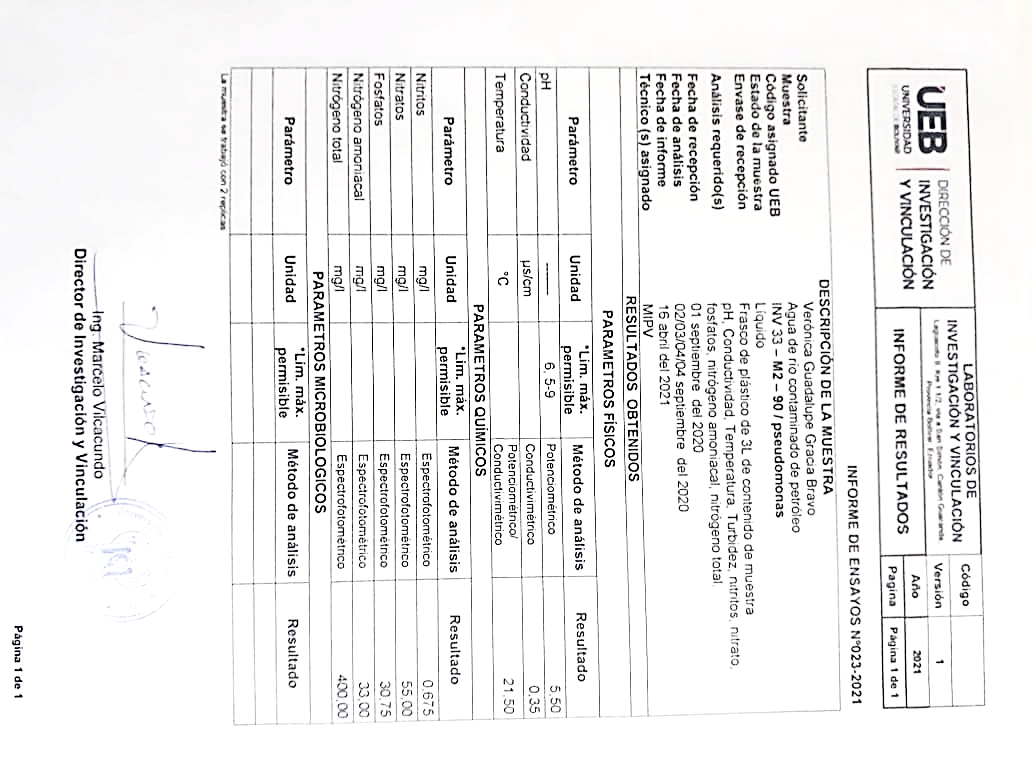 UEB
UNIVERSIDAD
DIRECCIÓN DE
INVESTIGACIÓN
Y VINCULACIÓN
LABORATORIOS DE
INVESTIGACIÓN Y VINCULACIÓN
INFORME DE RESULTADOS
Código
Versión 1
Año 2021
Pagina Página 1 de 1
INFORME DE ENSAYOS N°023-2021
DESCRIPCIÓN DE LA MUESTRA
Solicitante Verónica Guadalupe Gracia Bravo
Muestra Agua de río contaminado de petróleo
Código asignado UEB INV 33 – M2 – 90 / pseudomonas
Estado de la muestra Líquido
Envase de recepción Frasco de plástico de 3L de contenido de muestra
Análisis requerido(s) pH, Conductividad, Temperatura, Turbidez, nitritos, nitrato,
fosfatos, nitrógeno amoniacal, nitrógeno total
Fecha de recepción 01 septiembre del 2020
Fecha de análisis 02/03/04/04 septiembre del 2020
Fecha de informe 16 abril del 2021
Técnico (s) asignado MIPV
RESULTADOS OBTENIDOS
PARAMETROS FÍSICOS
Parámetro Unidad *Lim. máx. permisible Método de análisis Resultado
pH ------ 6, 5-9 Potenciométrico 5.50
Conductividad µs/cm Conductivimétrico 0,35
Temperatura °C Potenciométrico/ Conductivimétrico 21,50
PARAMETROS QUÍMICOS
Parámetro Unidad *Lim. máx. permisible Método de análisis Resultado
Nitritos mg/l Espectrofotométrico 0,675
Nitratos mg/l Espectrofotométrico 55,00
Fosfatos mg/l Espectrofotométrico 30,75
Nitrógeno amoniacal mg/l Espectrofotométrico 33,00
Nitrógeno total mg/l Espectrofotométrico 400,00
PARAMETROS MICROBIOLOGICOS
Parámetro Unidad *Lim. máx. permisible Método de análisis Resultado
La muestra se trabajó con 2 replicas
Ing. Marcelo Vilcacundo
Director de Investigación y Vinculación
Página 1 de 1